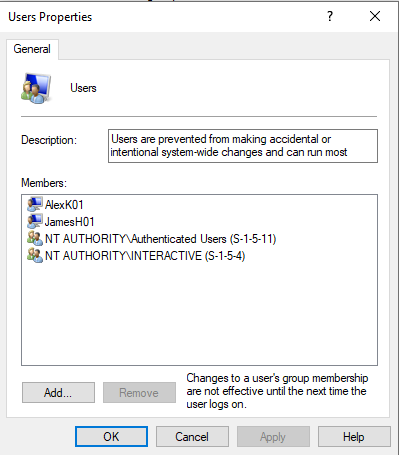 Users Properties
? X
General
Users
Description:
Users are prevented from making accidental or
intentional system-wide changes and can run most
Members:
AlexK01
JamesH01
NT AUTHORITY\Authenticated Users (S-1-5-11)
NT AUTHORITY\INTERACTIVE (S-1-5-4)
Add...
Remove
Changes to a user's group membership
are not effective until the next time the
user logs on.
OK
Cancel
Apply
Help